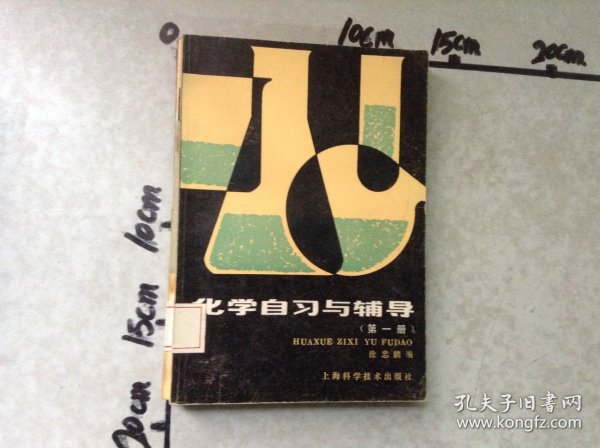 0
10cm
15cm
20cm
10cm
15cm
20cm
化学自习与辅导
(第一册)
HUAXUE ZIXI YU FUDAO
徐忠麟 编
上海科学技术出版社
孔夫子旧书网
www.kongfz.com